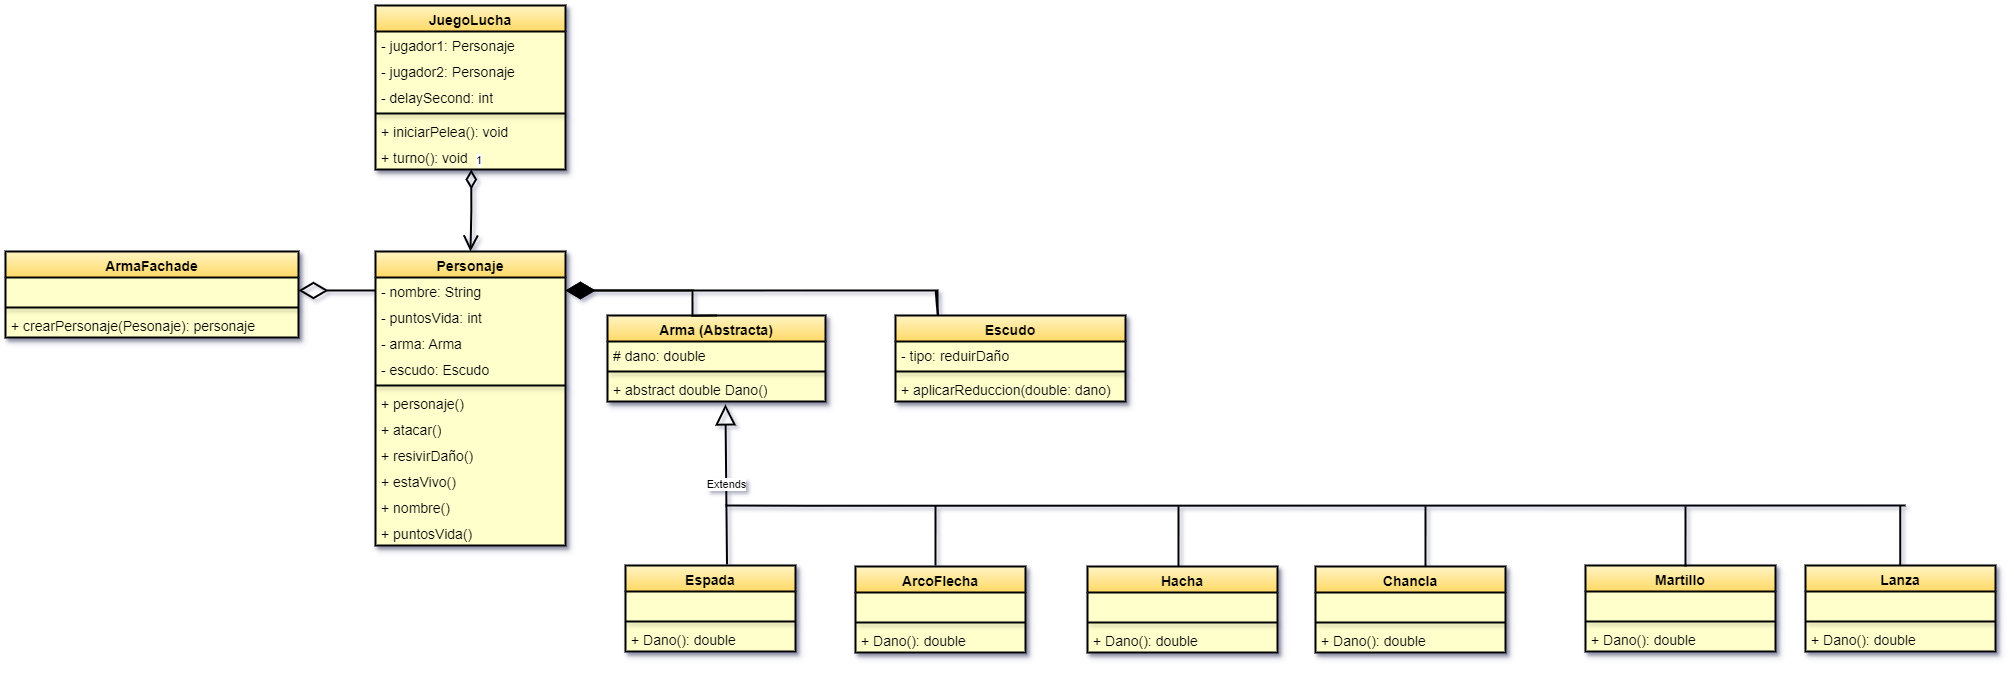 JuegoLucha
- jugador1: Personaje
- jugador2: Personaje
- delaySecond: int
+ iniciarPelea(): void
+ turno(): void
1
ArmaFachade
+ crearPersonaje(Pesonaje): personaje
Personaje
- nombre: String
- puntosVida: int
- arma: Arma
- escudo: Escudo
+ personaje()
+ atacar()
+ resivirDaño()
+ estaVivo()
+ nombre()
+ puntosVida()
Arma (Abstracta)
# dano: double
+ abstract double Dano()
Escudo
- tipo: reduirDaño
+ aplicarReduccion(double: dano)
Extends
Espada
+ Dano(): double
ArcoFlecha
+ Dano(): double
Hacha
+ Dano(): double
Chancla
+ Dano(): double
Martillo
+ Dano(): double
Lanza
+ Dano(): double